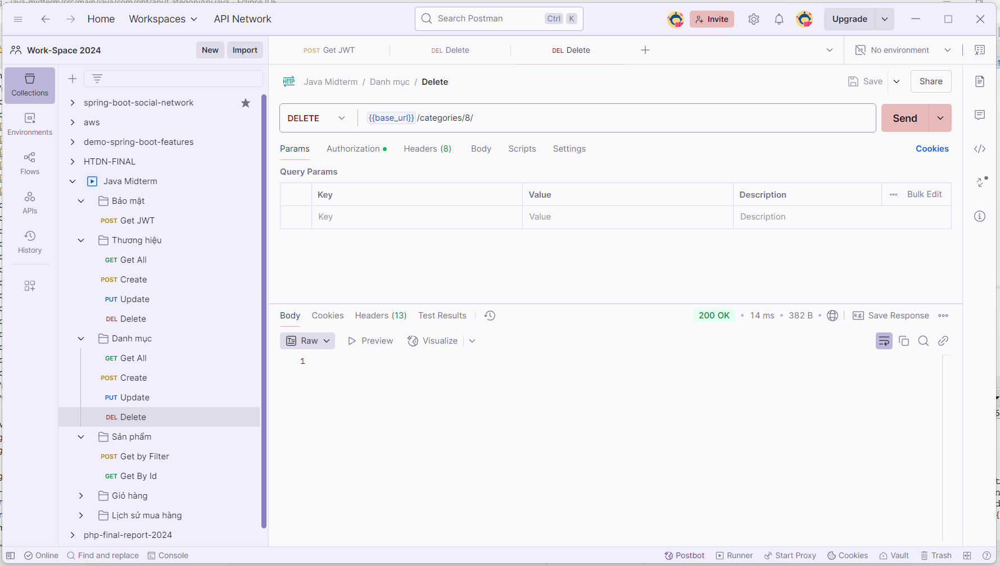 Home Workspaces API Network Search Postman Ctrl K Invite Upgrade
Work-Space 2024 New Import
POST Get JWT DEL Delete DEL Delete No environment
Collections
Environments
Flows
APIs
History
spring-boot-social-network
aws
demo-spring-boot-features
HTDN-FINAL
Java Midterm
Bảo mật
POST Get JWT
Thương hiệu
GET Get All
POST Create
PUT Update
DEL Delete
Danh mục
GET Get All
POST Create
PUT Update
DEL Delete
Sản phẩm
POST Get by Filter
GET Get By Id
Giỏ hàng
Lịch sử mua hàng
php-final-report-2024
HTTP Java Midterm / Danh mục / Delete Save Share
DELETE {{base_url}}/categories/8/ Send
Params Authorization Headers (8) Body Scripts Settings Cookies
Query Params
Key Value Description Bulk Edit
Key Value Description
Body Cookies Headers (13) Test Results 200 OK • 14 ms • 382 B • e.g. Save Response
Raw Preview Visualize
1
Online Find and replace Console Postbot Runner Start Proxy Cookies Vault Trash